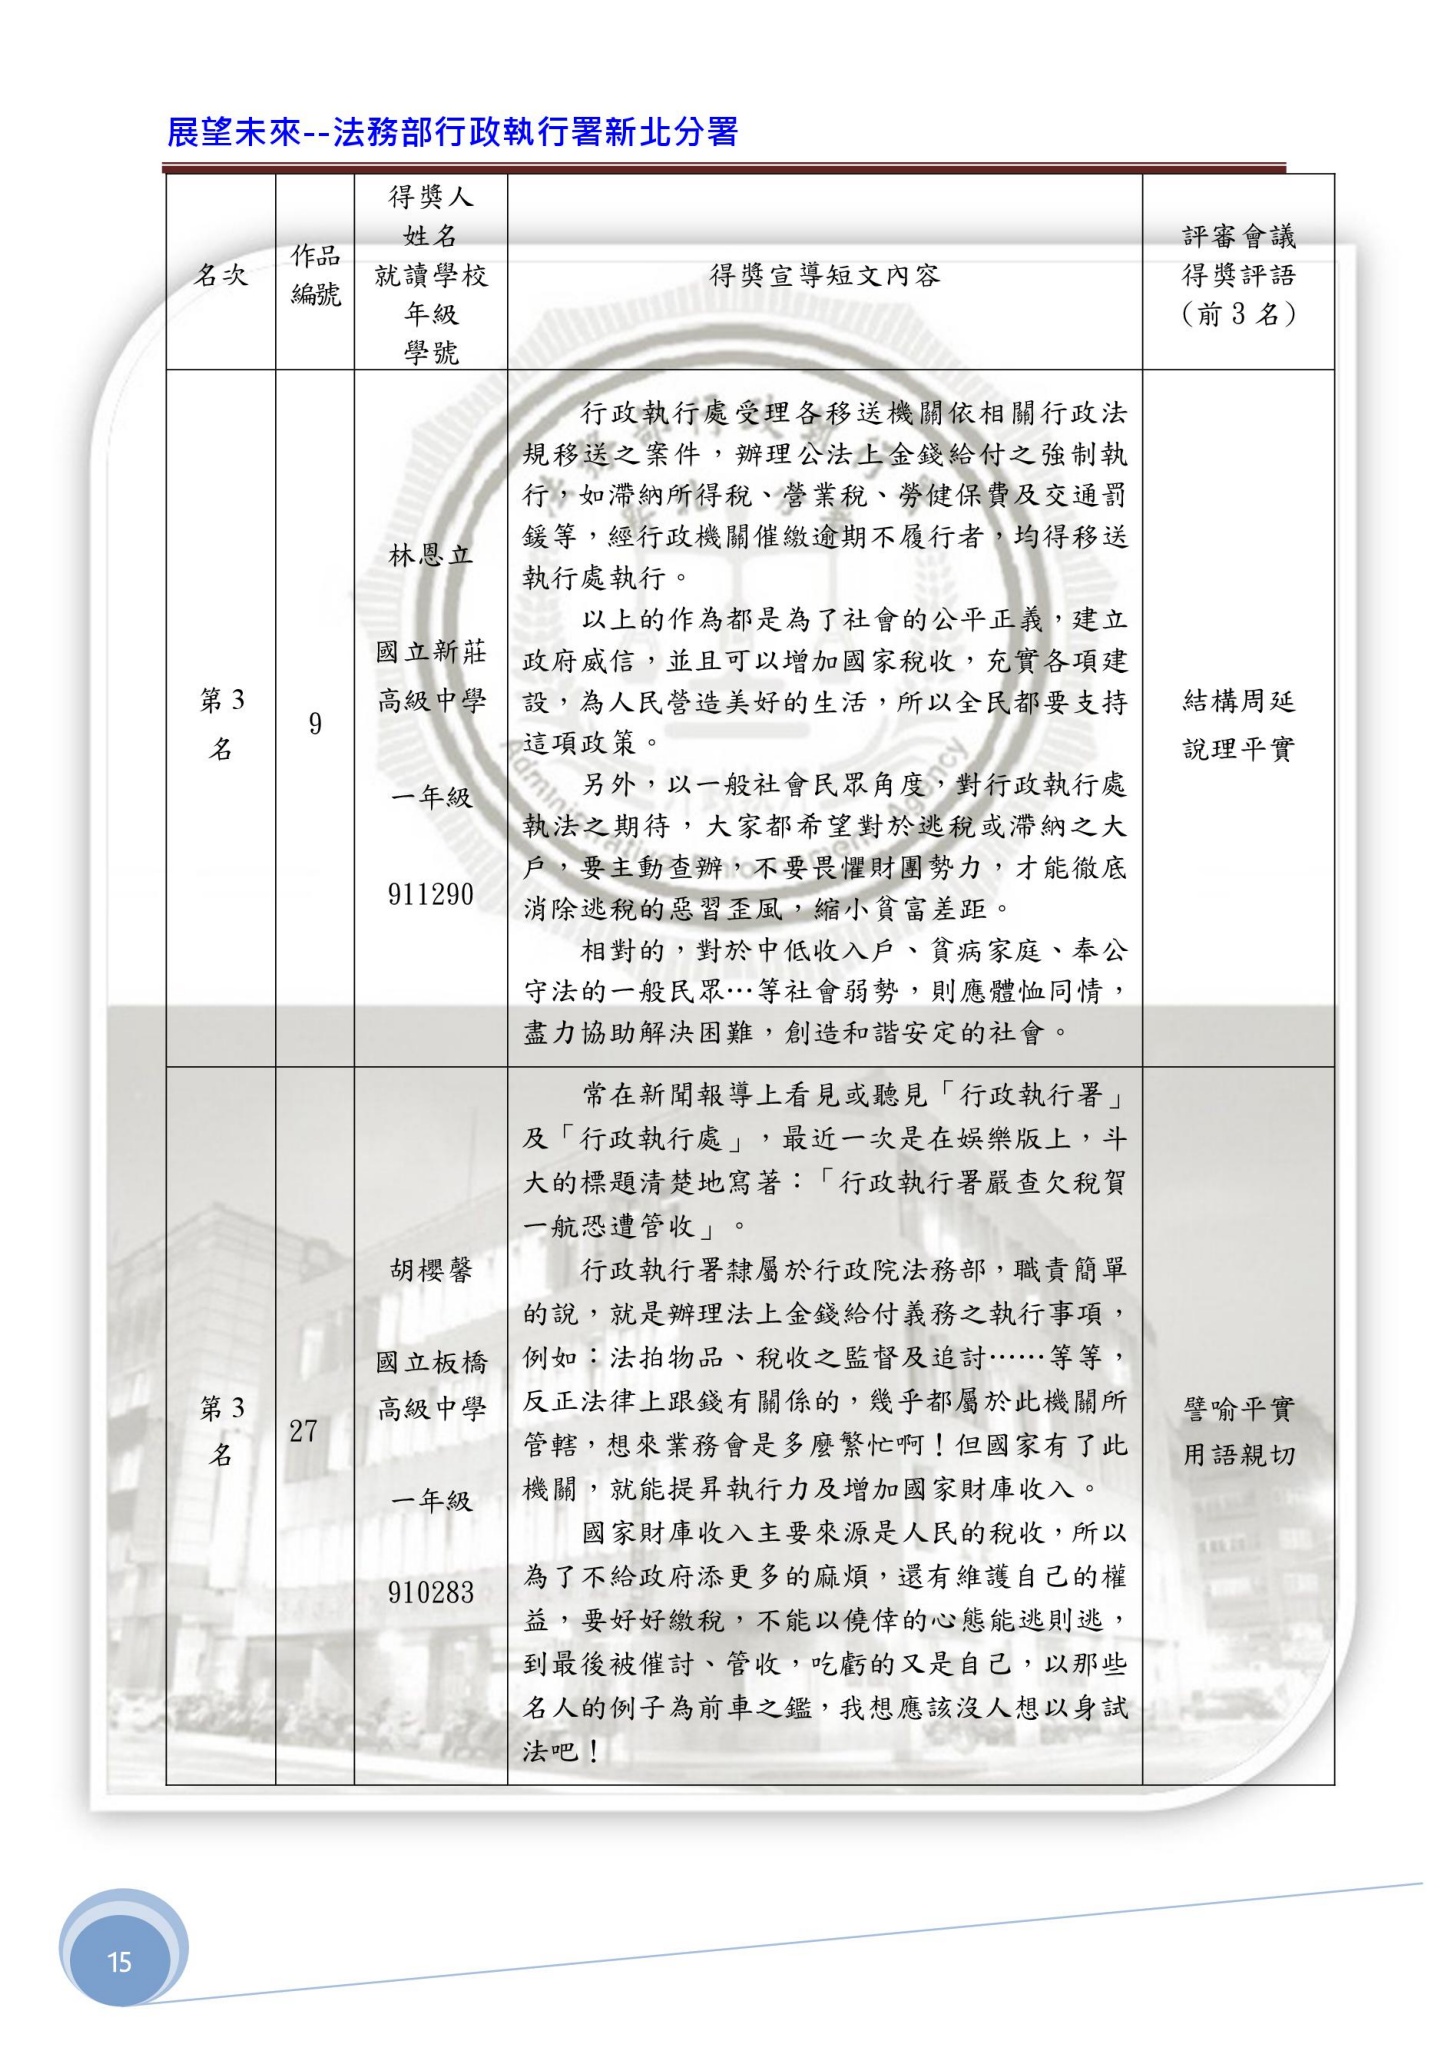 展望未來--法務部行政執行署新北分署
名次
作品
編號
得獎人
姓名
就讀學校
年級
學號
得獎宣導短文內容
評審會議
得獎評語
（前 3 名）
第 3
名
9
林恩立
國立新莊
高級中學
一年級
911290
行政執行處受理各移送機關依相關行政法
規移送之案件，辦理公法上金錢給付之強制執
行，如滯納所得稅、營業稅、勞健保費及交通罰
鍰等，經行政機關催繳逾期不履行者，均得移送
執行處執行。
以上的作為都是為了社會的公平正義，建立
政府威信，並且可以增加國家稅收，充實各項建
設，為人民營造美好的生活，所以全民都要支持
這項政策。
另外，以一般社會民眾角度，對行政執行處
執法之期待，大家都希望對於逃稅或滯納之大
戶，要主動查辦，不要畏懼財團勢力，才能徹底
消除逃稅的惡習歪風，縮小貧富差距。
相對的，對於中低收入戶、貧病家庭、奉公
守法的一般民眾…等社會弱勢，則應體恤同情，
盡力協助解決困難，創造和諧安定的社會。
結構周延
說理平實
第 3
名
27
胡櫻馨
國立板橋
高級中學
一年級
910283
常在新聞報導上看見或聽見「行政執行署」
及「行政執行處」，最近一次是在娛樂版上，斗
大的標題清楚地寫著：「行政執行署嚴查欠稅賀
一航恐遭管收」。
行政執行署隸屬於行政院法務部，職責簡單
的說，就是辦理法上金錢給付義務之執行事項，
例如：法拍物品、稅收之監督及追討……等等，
反正法律上跟錢有關係的，幾乎都屬於此機關所
管轄，想來業務會是多麼繁忙啊！但國家有了此
機關，就能提昇執行力及增加國家財庫收入。
國家財庫收入主要來源是人民的稅收，所以
為了不給政府添更多的麻煩，還有維護自己的權
益，要好好繳稅，不能以僥倖的心態能逃則逃，
到最後被催討、管收，吃虧的又是自己，以那些
名人的例子為前車之鑑，我想應該沒人想以身試
法吧！
譬喻平實
用語親切
Administrative Enforcement Agency
15